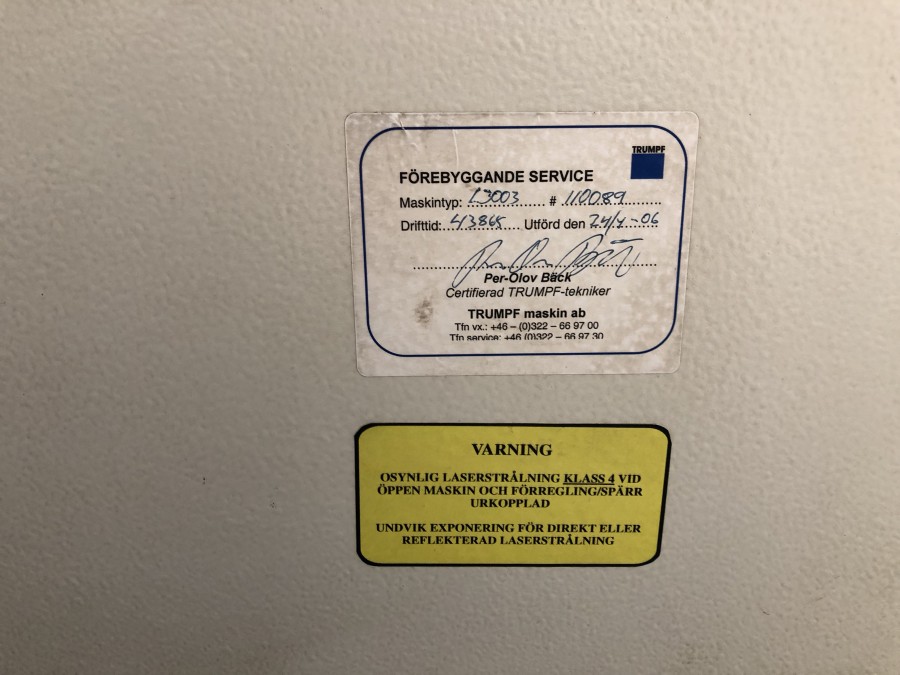 TRUMPF
FÖREBYGGANDE SERVICE
Maskintyp: L3003 # 110089
Drifttid: 43865 Utförd den 24/4-06
Per-Olov Bäck
Certifierad TRUMPF-tekniker
TRUMPF maskin ab
Tfn vx.: +46 – (0)322 – 66 97 00
Tfn service: +46 (0)322 – 66 97 30
VARNING
OSYNLIG LASERSTRÅLNING KLASS 4 VID
ÖPPEN MASKIN OCH FÖRREGLING/SPÄRR
URKOPPLAD
UNDVIK EXPONERING FÖR DIREKT ELLER
REFLEKTERAD LASERSTRÅLNING